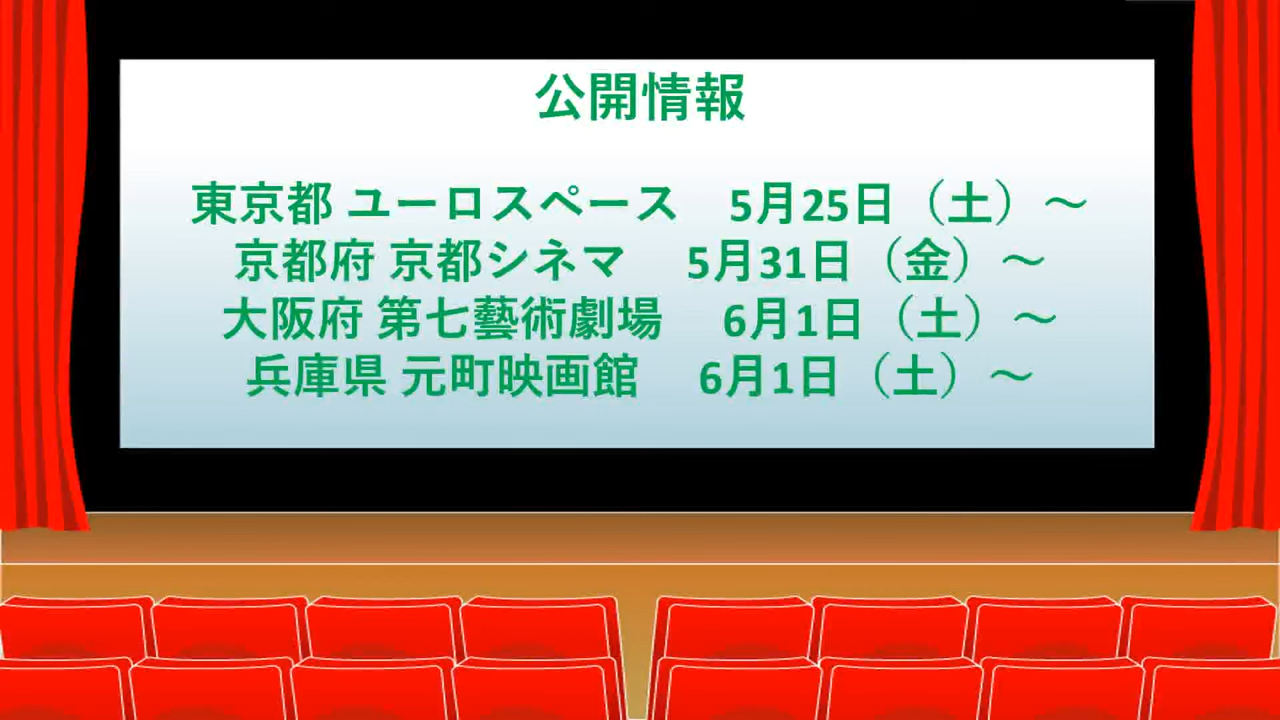 公開情報
東京都 ユーロスペース　5月25日（土）～
京都府 京都シネマ　5月31日（金）～
大阪府 第七藝術劇場　6月1日（土）～
兵庫県 元町映画館　6月1日（土）～